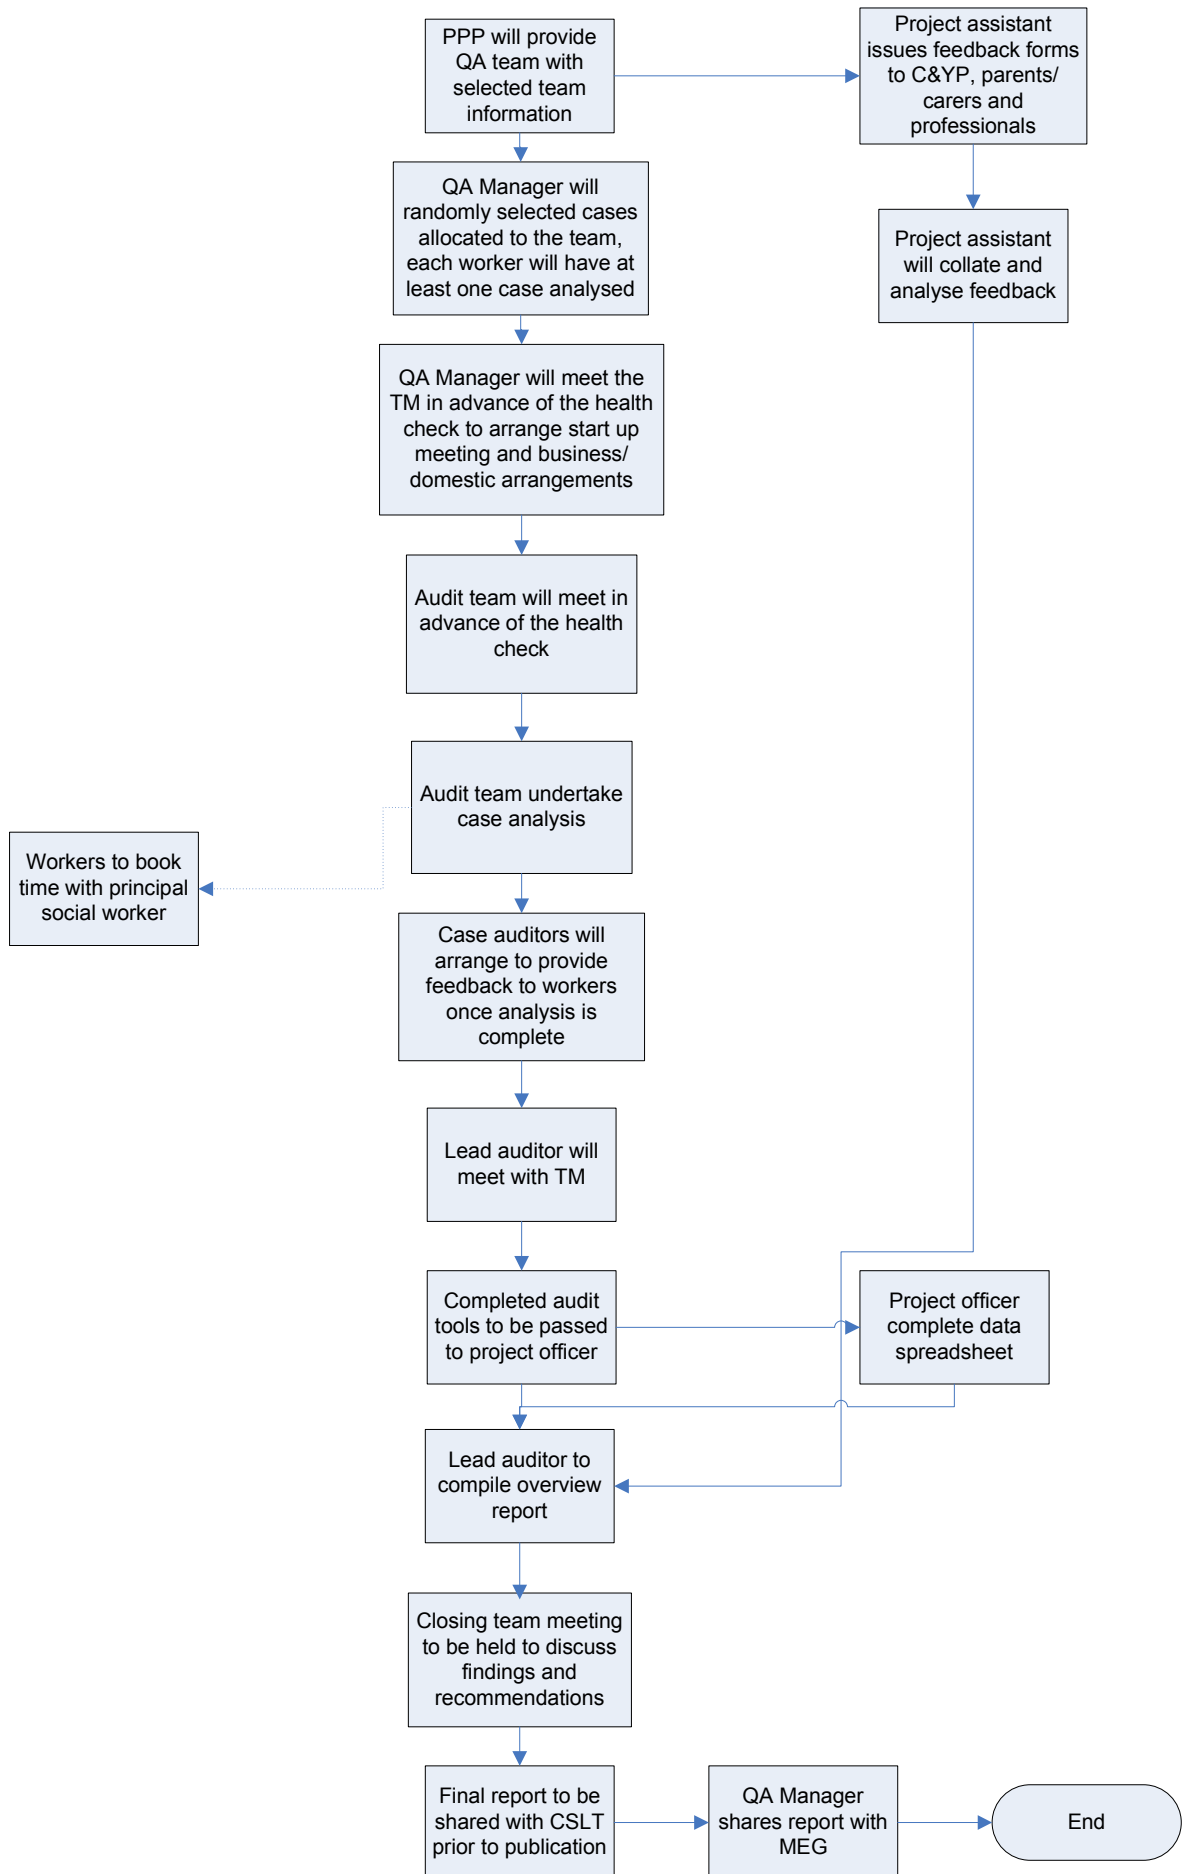 PPP will provide
QA team with
selected team
information
Project assistant
issues feedback forms
to C&YP, parents/
carers and
professionals
QA Manager will
randomly selected cases
allocated to the team,
each worker will have at
least one case analysed
Project assistant
will collate and
analyse feedback
QA Manager will meet the
TM in advance of the health
check to arrange start up
meeting and business/
domestic arrangements
Audit team will meet in
advance of the health
check
Audit team undertake
case analysis
Workers to book
time with principal
social worker
Case auditors will
arrange to provide
feedback to workers
once analysis is
complete
Lead auditor will
meet with TM
Completed audit
tools to be passed
to project officer
Project officer
complete data
spreadsheet
Lead auditor to
compile overview
report
Closing team meeting
to be held to discuss
findings and
recommendations
Final report to be
shared with CSLT
prior to publication
QA Manager
shares report with
MEG
End